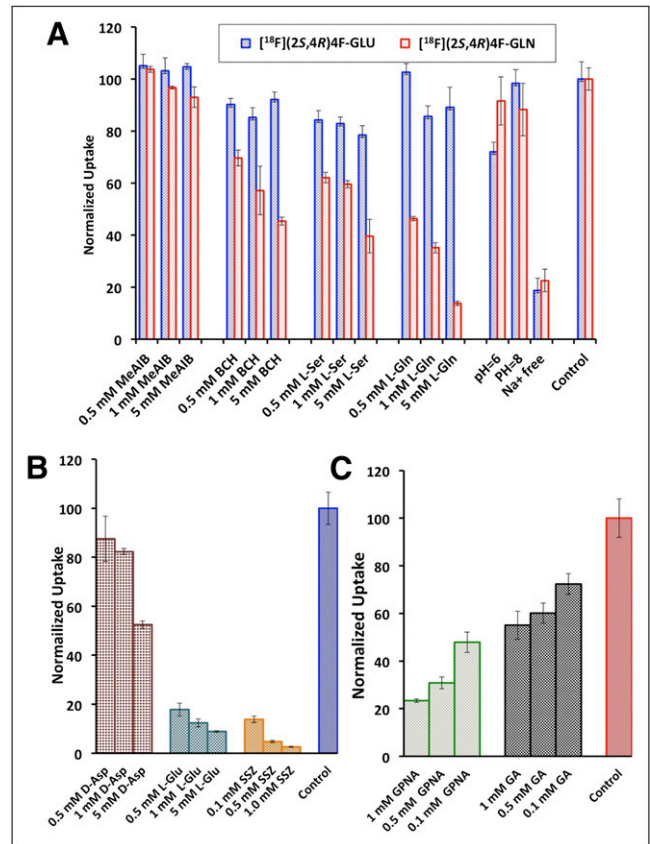 A
[18F](2S,4R)4F-GLU
[18F](2S,4R)4F-GLN
Normalized Uptake
120
100
80
60
40
20
0
0.5 mM MeAIB
1 mM MeAIB
5 mM MeAIB
0.5 mM BCH
1 mM BCH
5 mM BCH
0.5 mM L-Ser
1 mM L-Ser
5 mM L-Ser
0.5 mM L-Gln
1 mM L-Gln
5 mM L-Gln
pH=6
PH=8
Na+ free
Control
B
Normailized Uptake
120
100
80
60
40
20
0
0.5 mM D-Asp
1 mM D-Asp
5 mM D-Asp
0.5 mM L-Glu
1 mM L-Glu
5 mM L-Glu
0.1 mM SSZ
0.5 mM SSZ
1.0 mM SSZ
Control
C
Normalized Uptake
120
100
80
60
40
20
0
1 mM GPNA
0.5 mM GPNA
0.1 mM GPNA
1 mM GA
0.5 mM GA
0.1 mM GA
Control